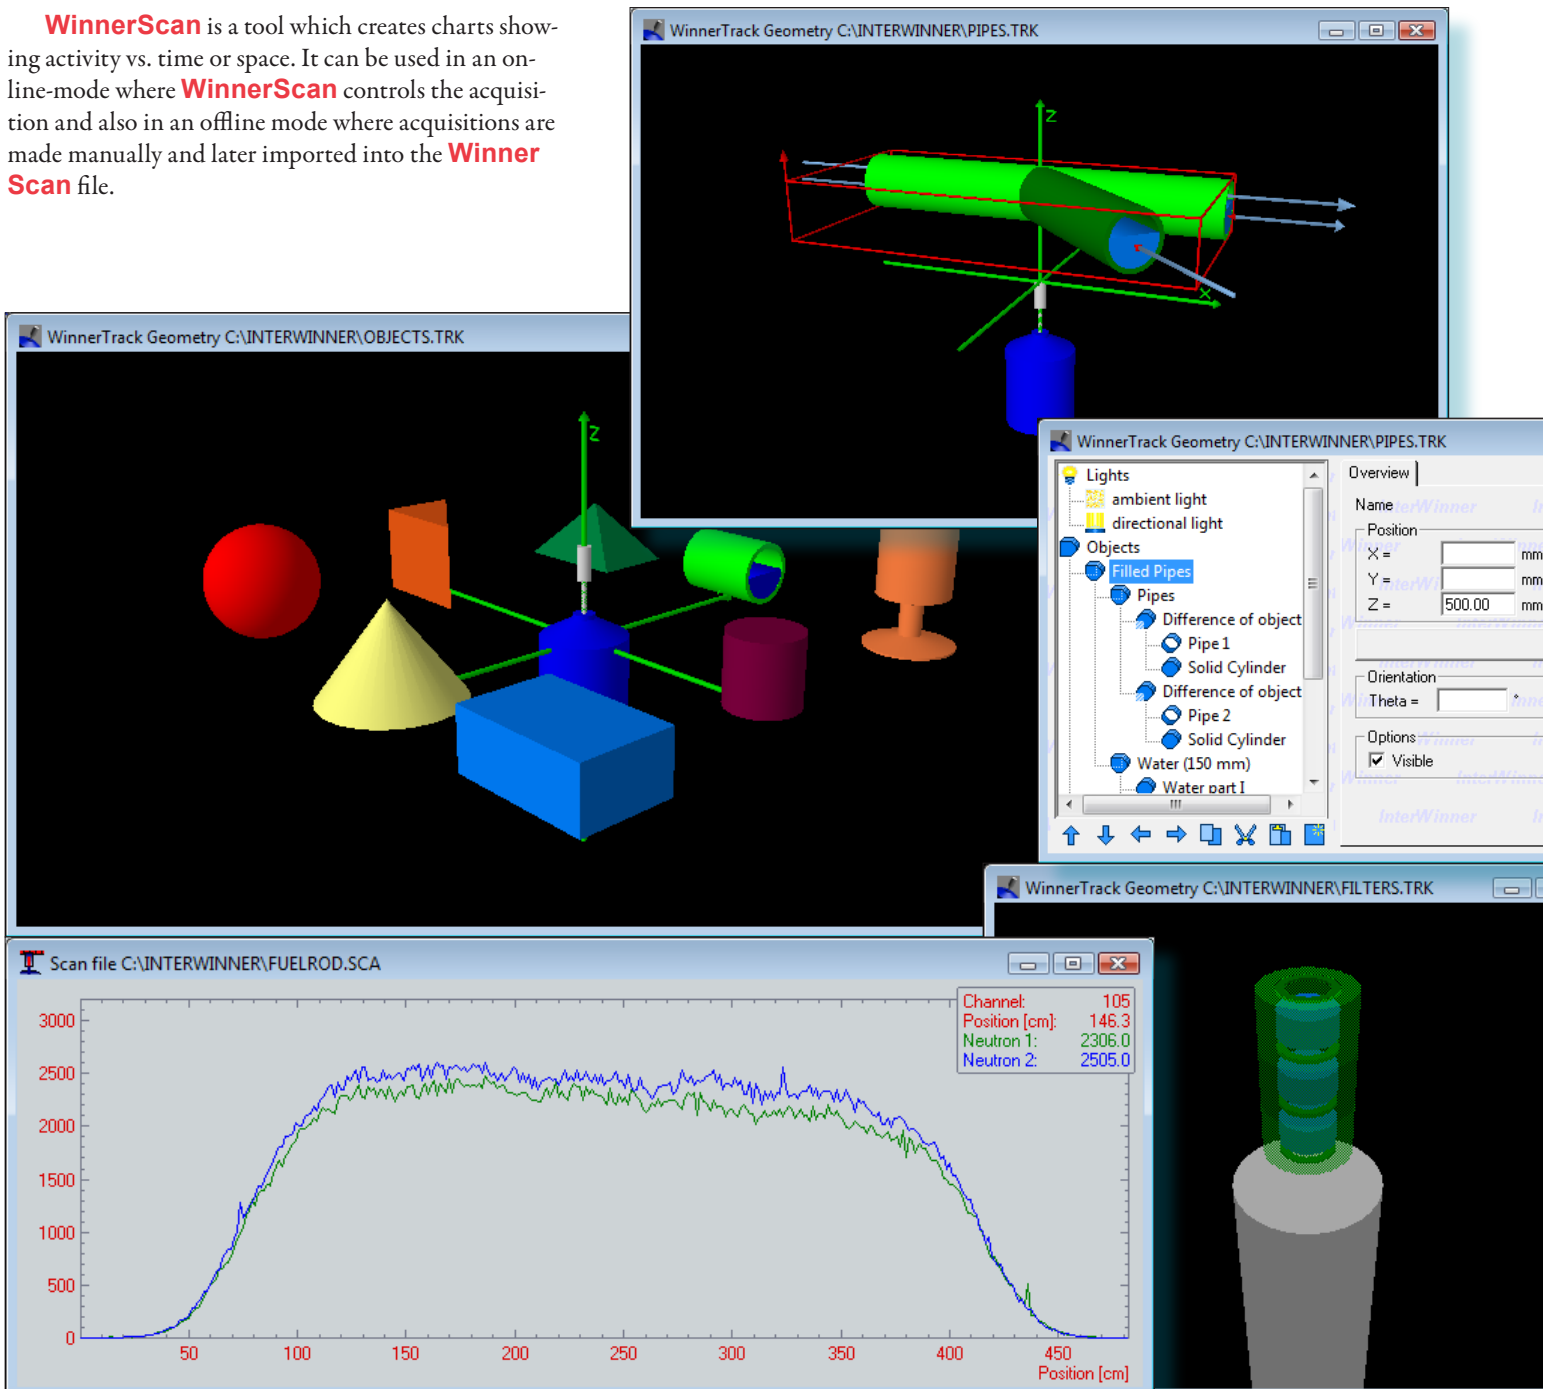 WinnerScan is a tool which creates charts show-
ing activity vs. time or space. It can be used in an on-
line-mode where WinnerScan controls the acquisi-
tion and also in an offline mode where acquisitions are
made manually and later imported into the Winner
Scan file.
WinnerTrack Geometry C:\INTERWINNER\PIPES.TRK
z
x
WinnerTrack Geometry C:\INTERWINNER\OBJECTS.TRK
z
WinnerTrack Geometry C:\INTERWINNER\PIPES.TRK
Lights
ambient light
directional light
Objects
Filled Pipes
Pipes
Difference of object
Pipe 1
Solid Cylinder
Difference of object
Pipe 2
Solid Cylinder
Water (150 mm)
Water part I
Overview
Name
Position
X = mm
Y = mm
Z = 500.00 mm
Orientation
Theta = °
Options
Visible
InterWinner
WinnerTrack Geometry C:\INTERWINNER\FILTERS.TRK
Scan file C:\INTERWINNER\FUELROD.SCA
Channel: 105
Position [cm]: 146.3
Neutron 1: 2306.0
Neutron 2: 2505.0
3000
2500
2000
1500
1000
500
0
50 100 150 200 250 300 350 400 450
Position [cm]